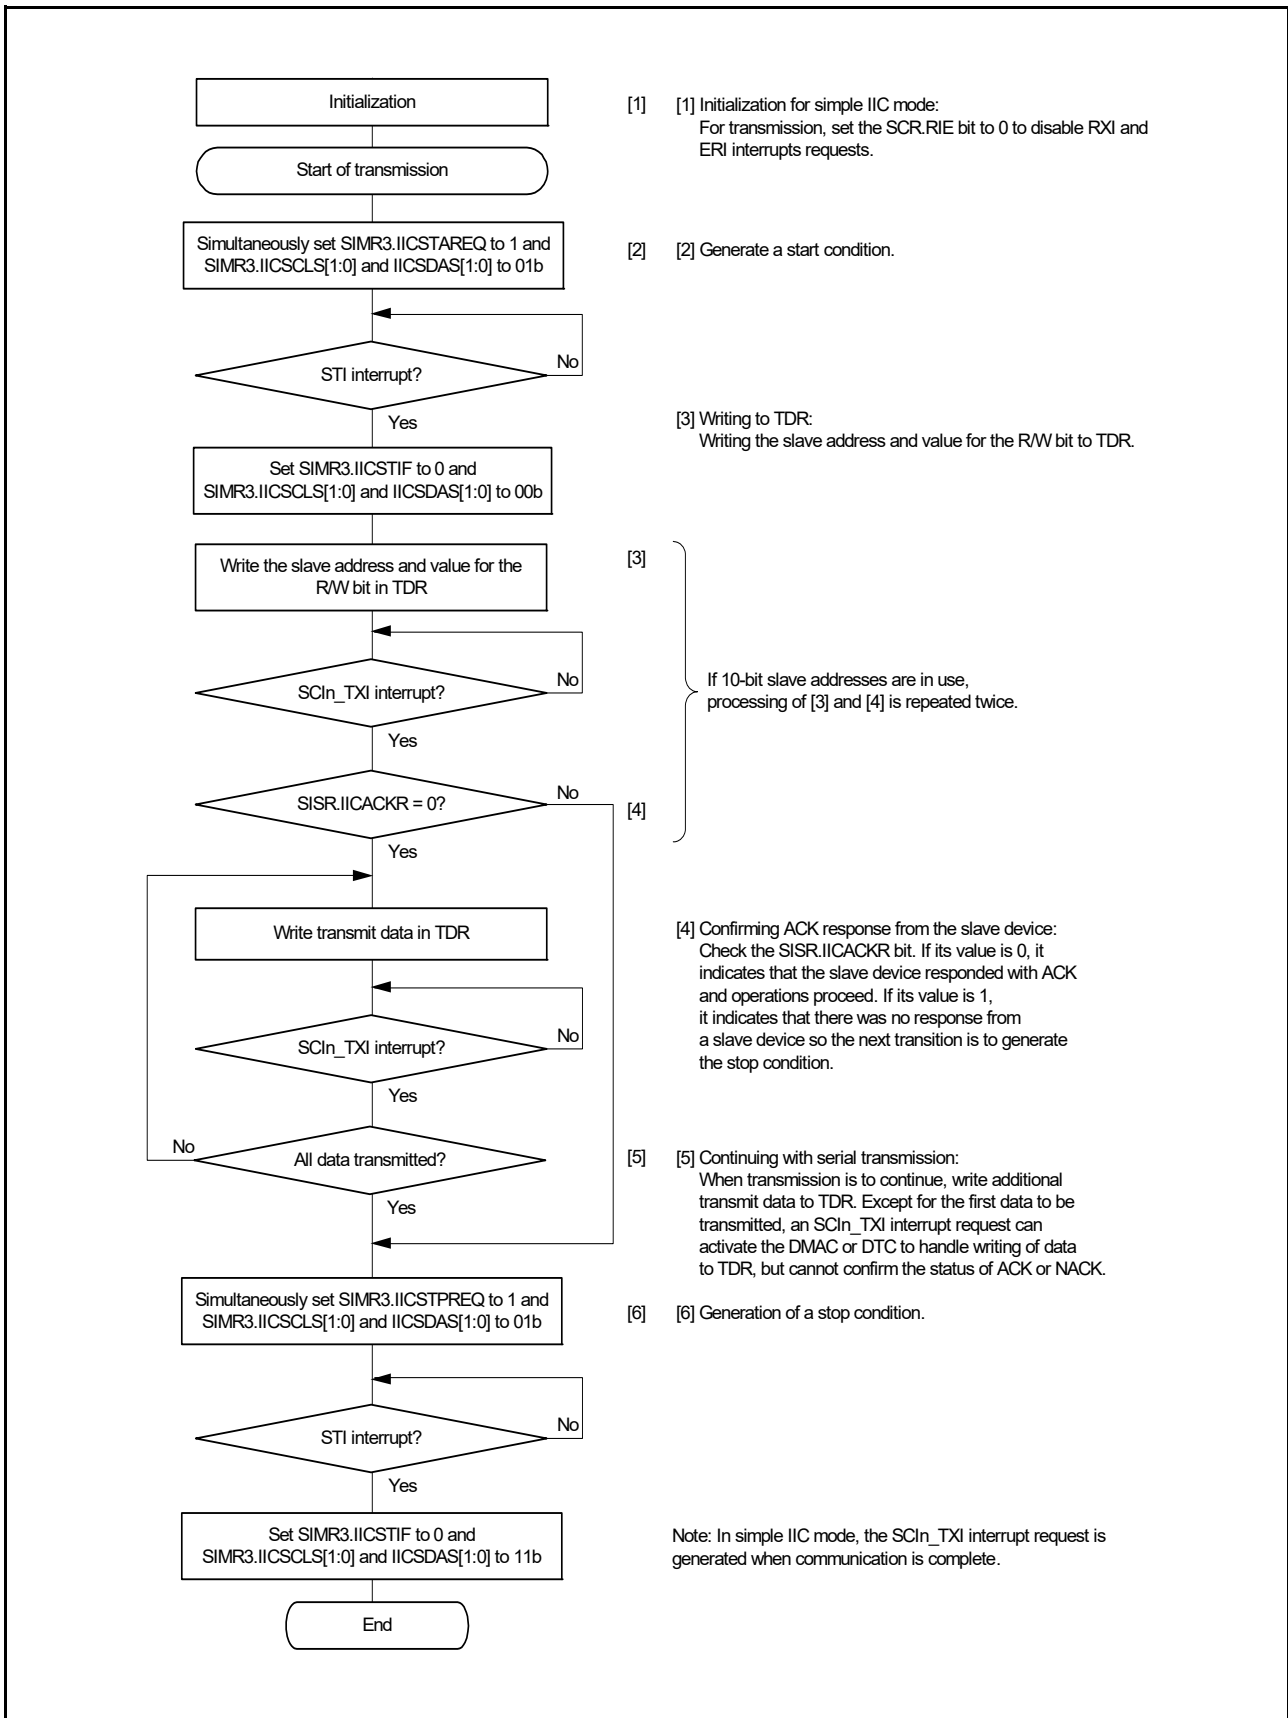 Initialization
[1]
[1] Initialization for simple IIC mode:
For transmission, set the SCR.RIE bit to 0 to disable RXI and
ERI interrupts requests.
Start of transmission
Simultaneously set SIMR3.IICSTAREQ to 1 and
SIMR3.IICSCLS[1:0] and IICSDAS[1:0] to 01b
[2]
[2] Generate a start condition.
STI interrupt?
No
Yes
[3] Writing to TDR:
Writing the slave address and value for the R/W bit to TDR.
Set SIMR3.IICSTIF to 0 and
SIMR3.IICSCLS[1:0] and IICSDAS[1:0] to 00b
Write the slave address and value for the
R/W bit in TDR
[3]
SCIn_TXI interrupt?
No
Yes
If 10-bit slave addresses are in use,
processing of [3] and [4] is repeated twice.
SISR.IICACKR = 0?
No
[4]
Yes
Write transmit data in TDR
[4] Confirming ACK response from the slave device:
Check the SISR.IICACKR bit. If its value is 0, it
indicates that the slave device responded with ACK
and operations proceed. If its value is 1,
it indicates that there was no response from
a slave device so the next transition is to generate
the stop condition.
SCIn_TXI interrupt?
No
Yes
No
All data transmitted?
Yes
[5]
[5] Continuing with serial transmission:
When transmission is to continue, write additional
transmit data to TDR. Except for the first data to be
transmitted, an SCIn_TXI interrupt request can
activate the DMAC or DTC to handle writing of data
to TDR, but cannot confirm the status of ACK or NACK.
Simultaneously set SIMR3.IICSTPREQ to 1 and
SIMR3.IICSCLS[1:0] and IICSDAS[1:0] to 01b
[6]
[6] Generation of a stop condition.
STI interrupt?
No
Yes
Set SIMR3.IICSTIF to 0 and
SIMR3.IICSCLS[1:0] and IICSDAS[1:0] to 11b
Note: In simple IIC mode, the SCIn_TXI interrupt request is
generated when communication is complete.
End